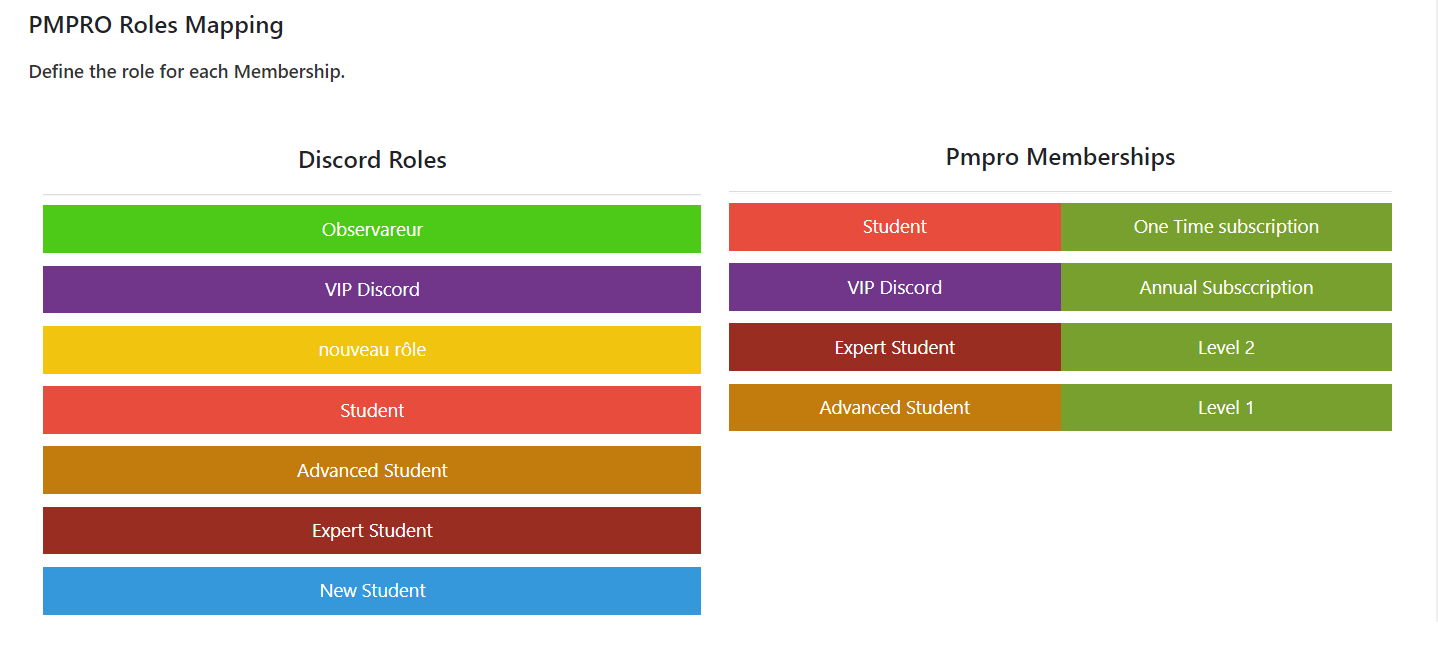 PMPRO Roles Mapping
Define the role for each Membership.
Discord Roles
Observareur
VIP Discord
nouveau rôle
Student
Advanced Student
Expert Student
New Student
Pmpro Memberships
Student One Time subscription
VIP Discord Annual Subsccription
Expert Student Level 2
Advanced Student Level 1